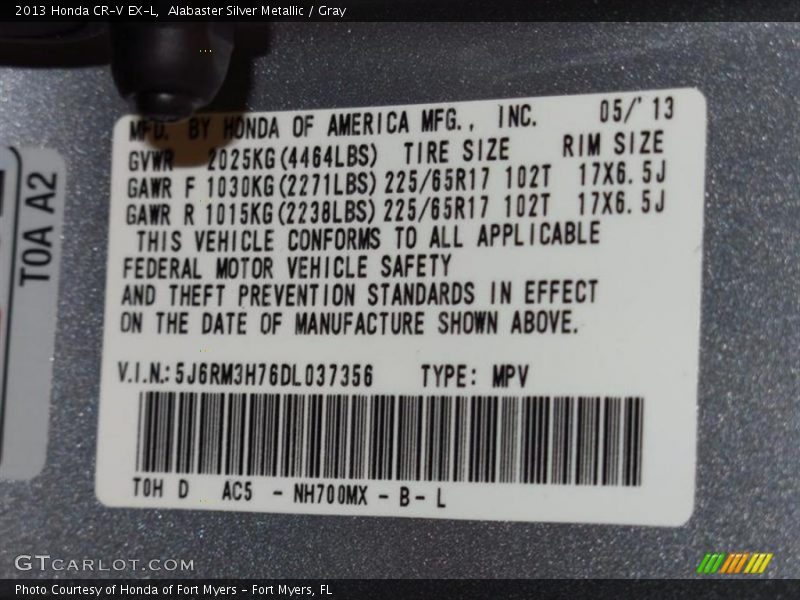 2013 Honda CR-V EX-L,  Alabaster Silver Metallic / Gray
MFD. BY HONDA OF AMERICA MFG., INC. 05/'13
GVWR 2025KG(4464LBS) TIRE SIZE RIM SIZE
GAWR F 1030KG(2271LBS) 225/65R17 102T 17X6.5J
GAWR R 1015KG(2238LBS) 225/65R17 102T 17X6.5J
THIS VEHICLE CONFORMS TO ALL APPLICABLE
FEDERAL MOTOR VEHICLE SAFETY
AND THEFT PREVENTION STANDARDS IN EFFECT
ON THE DATE OF MANUFACTURE SHOWN ABOVE.
V.I.N.: 5J6RM3H76DL037356 TYPE: MPV
T0H D AC5 - NH700MX - B - L
T0A A2
GTCARLOT.COM
Photo Courtesy of Honda of Fort Myers - Fort Myers, FL